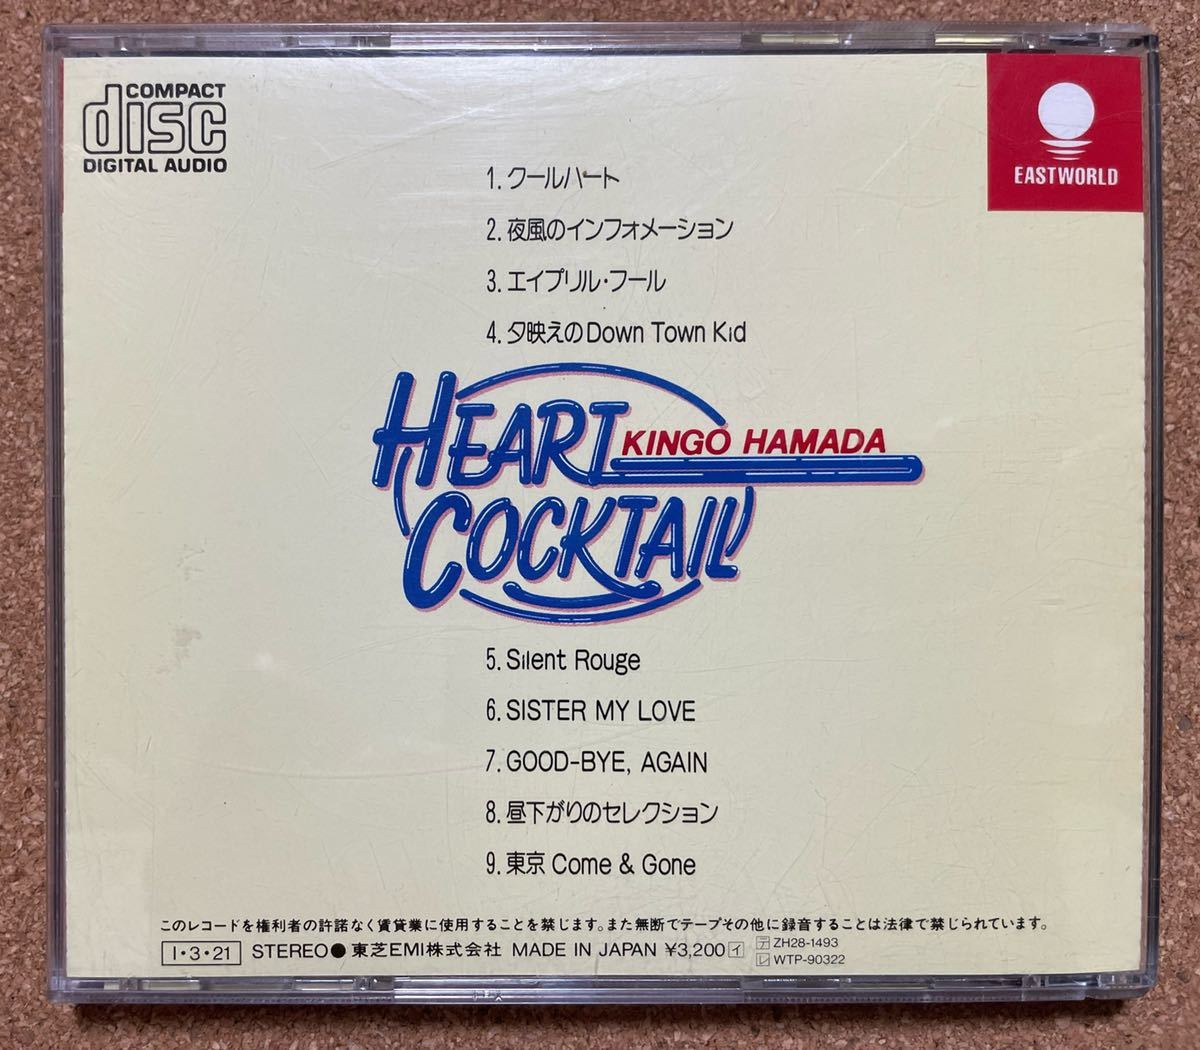 COMPACT
disc
DIGITAL AUDIO
EASTWORLD
1. クールハート
2. 夜風のインフォメーション
3. エイプリル・フール
4. 夕映えのDown Town Kid
HEART
KINGO HAMADA
COCKTAIL
5. Silent Rouge
6. SISTER MY LOVE
7. GOOD-BYE, AGAIN
8. 昼下がりのセレクション
9. 東京 Come & Gone
このレコードを権利者の許諾なく賃貸業に使用することを禁じます。また無断でテープその他に録音することは法律で禁じられています。
I・3・21 STEREO ● 東芝EMI株式会社 MADE IN JAPAN ¥3,200 イ
テ ZH28-1493
レ WTP-90322